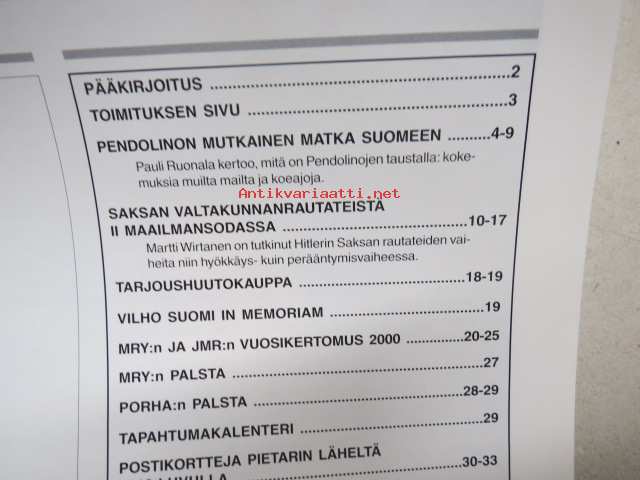 PÄÄKIRJOITUS ................................................................2
TOIMITUKSEN SIVU ........................................................3
PENDOLINON MUTKAINEN MATKA SUOMEEN ..........4-9
Pauli Ruonala kertoo, mitä on Pendolinojen taustalla: koke-
muksia muilta mailta ja koeajoja.
Antikvariaatti.net
SAKSAN VALTAKUNNANRAUTATEISTÄ
II MAAILMANSODASSA ..........................................10-17
Martti Wirtanen on tutkinut Hitlerin Saksan rautateiden vai-
heita niin hyökkäys- kuin perääntymisvaiheessa.
TARJOUSHUUTOKAUPPA ......................................18-19
VILHO SUOMI IN MEMORIAM ....................................19
MRY:n JA JMR:n VUOSIKERTOMUS 2000 ..............20-25
MRY:n PALSTA ........................................................27
PORHA:n PALSTA ................................................28-29
TAPAHTUMAKALENTERI ........................................29
POSTIKORTTEJA PIETARIN LÄHELTÄ
30-33